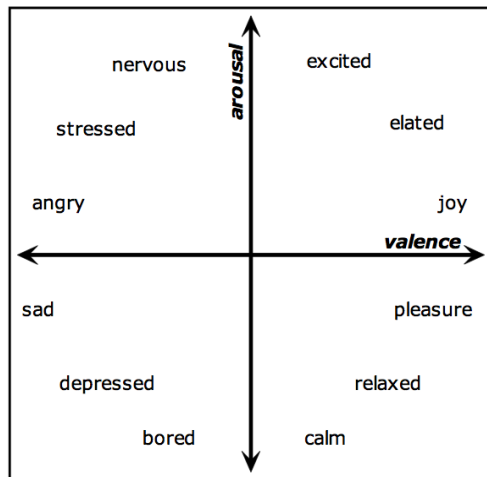 excited
nervous
arousal
elated
stressed
angry
joy
valence
sad
pleasure
depressed
relaxed
bored
calm